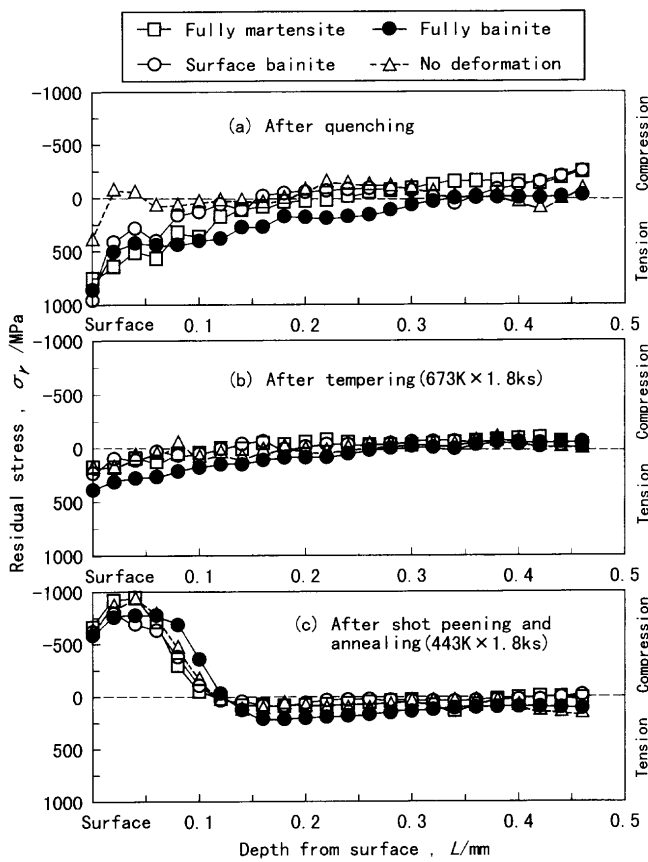 Fully martensite Fully bainite
Surface bainite No deformation
-1000
(a) After quenching
-500
0
500
1000
Surface 0.1 0.2 0.3 0.4 0.5
Compression
Tension
-1000
(b) After tempering(673K×1.8ks)
-500
0
500
1000
Surface 0.1 0.2 0.3 0.4 0.5
Compression
Tension
-1000
(c) After shot peening and
annealing(443K×1.8ks)
-500
0
500
1000
Surface 0.1 0.2 0.3 0.4 0.5
Compression
Tension
Residual stress, σr /MPa
Depth from surface, L/mm